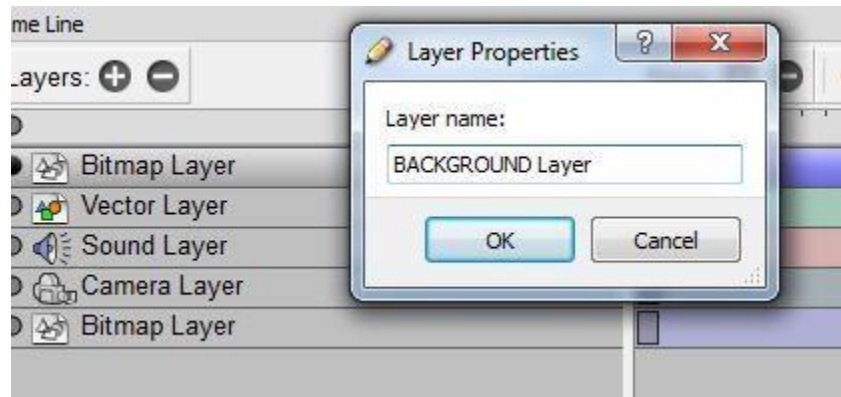 me Line
Layers:
Bitmap Layer
Vector Layer
Sound Layer
Camera Layer
Bitmap Layer
Layer Properties
?
X
Layer name:
BACKGROUND Layer
OK
Cancel